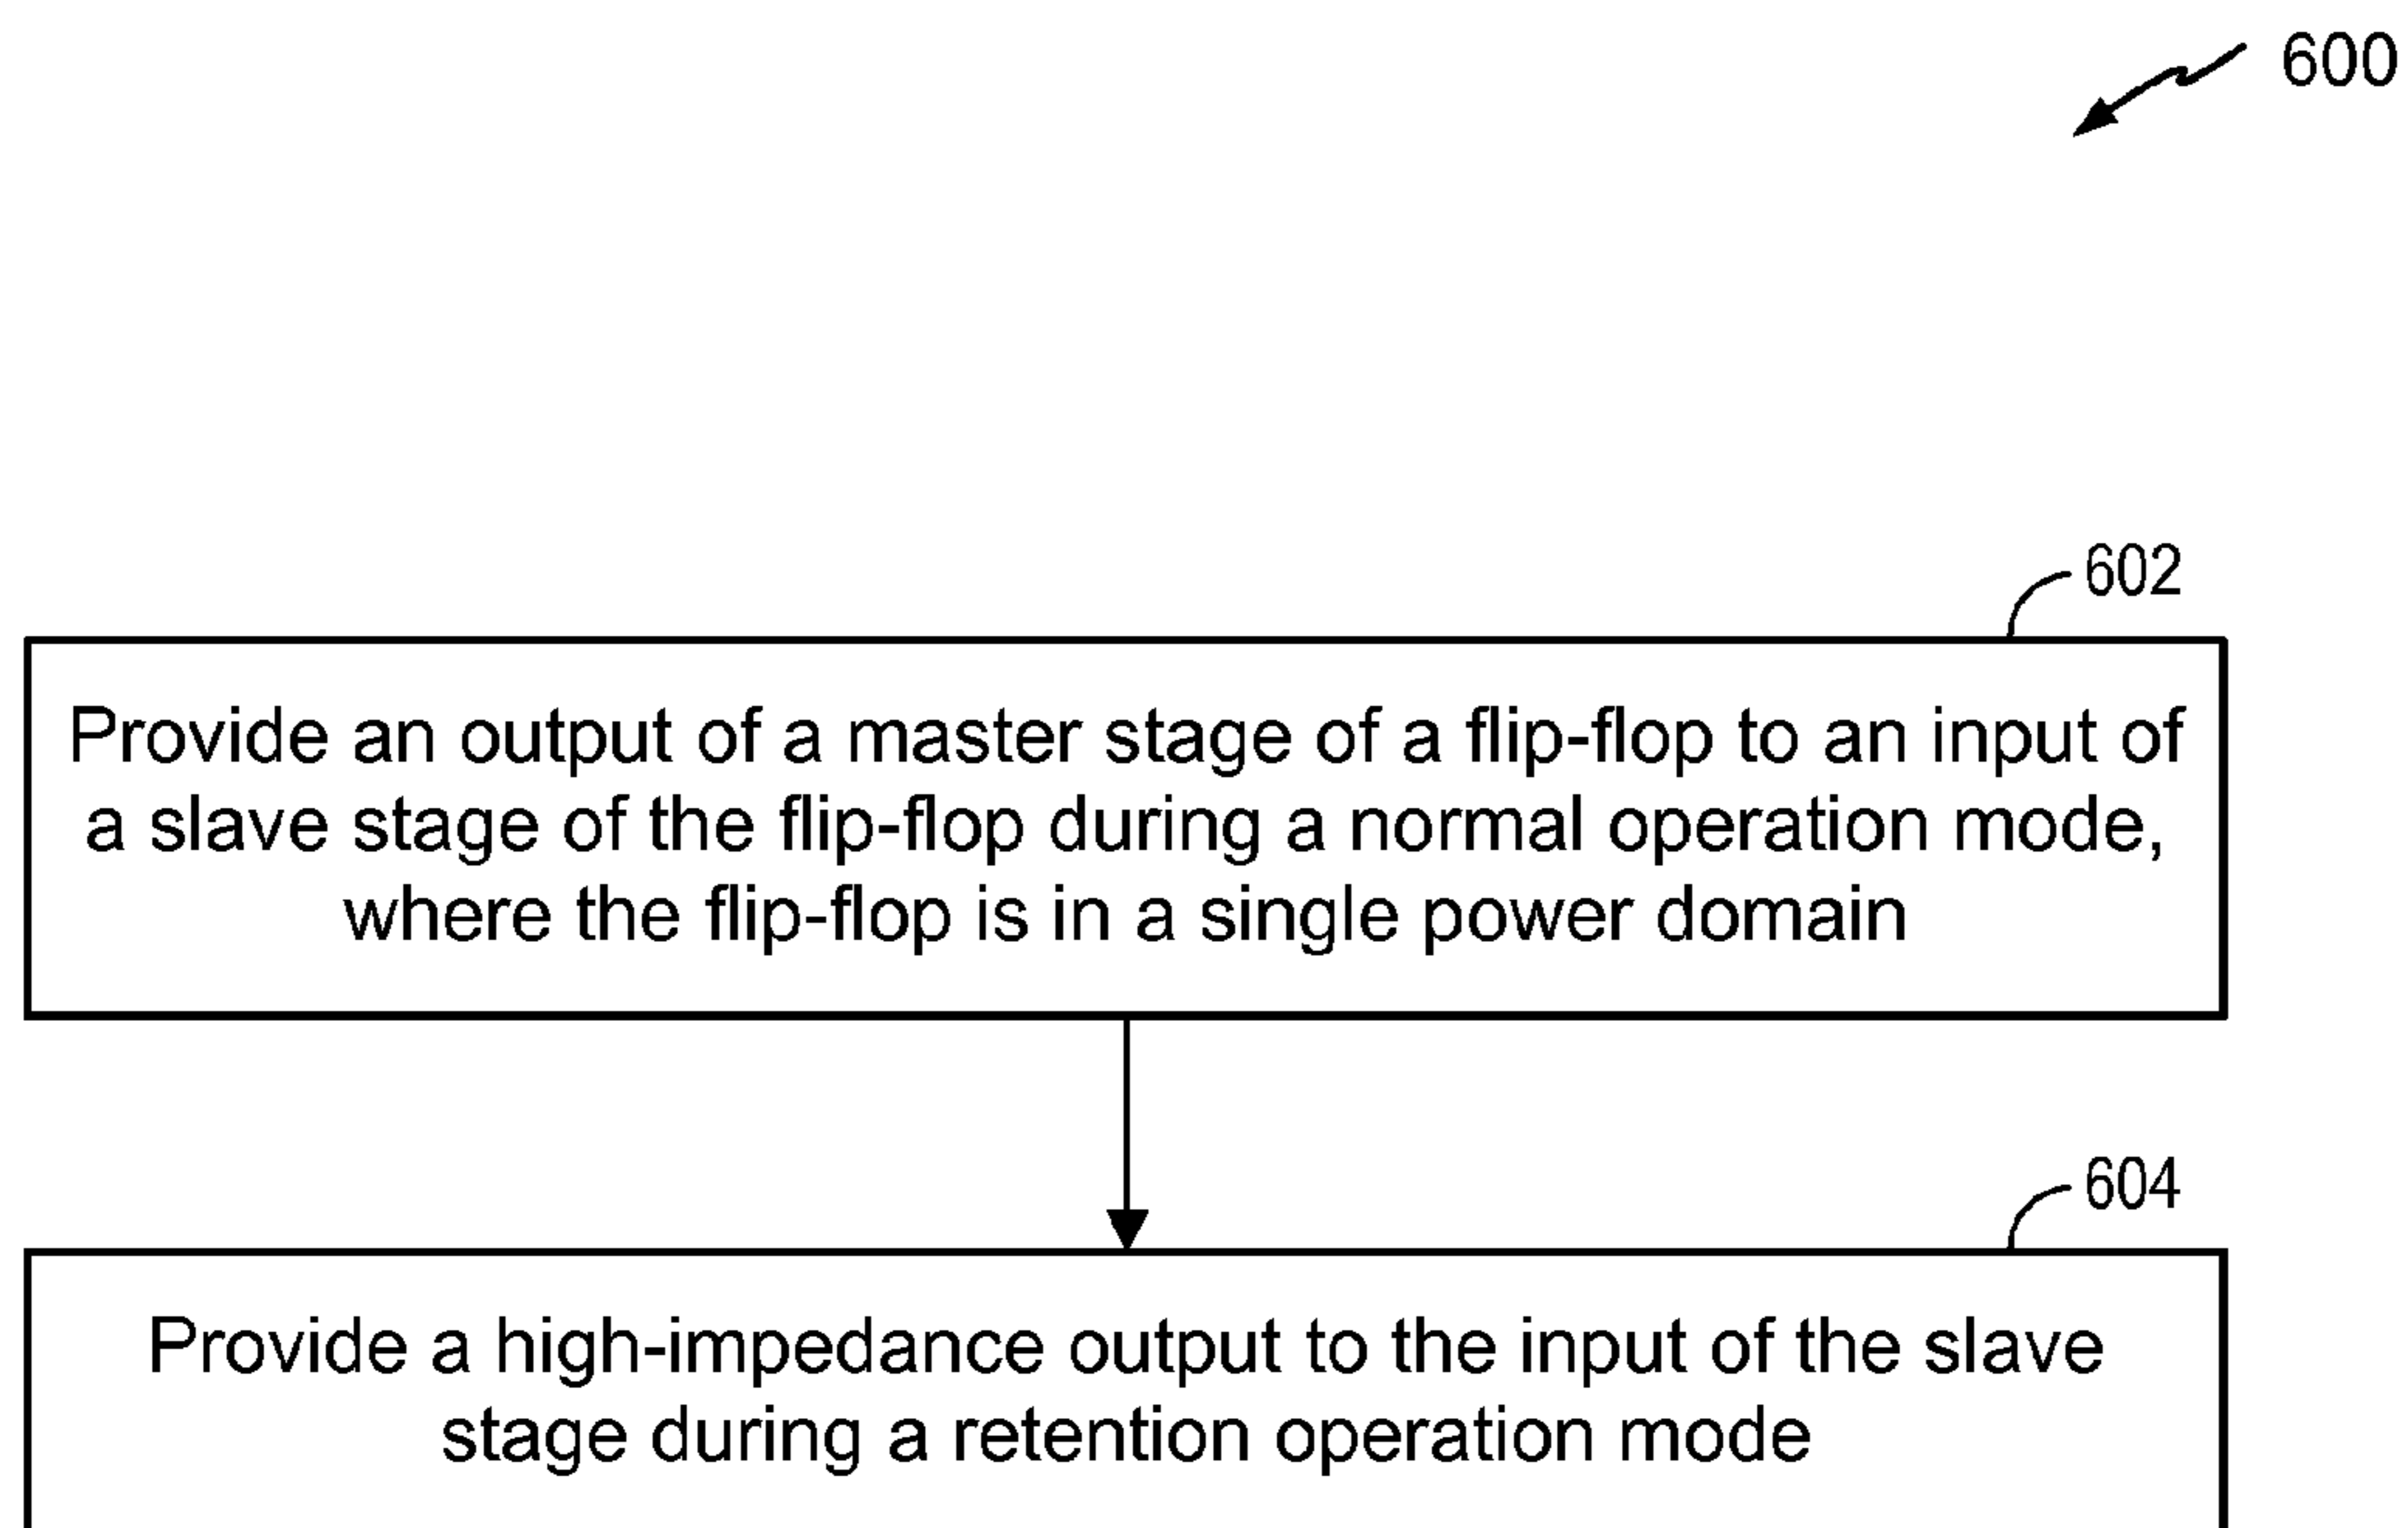 600
602
Provide an output of a master stage of a flip-flop to an input of
a slave stage of the flip-flop during a normal operation mode,
where the flip-flop is in a single power domain
604
Provide a high-impedance output to the input of the slave
stage during a retention operation mode